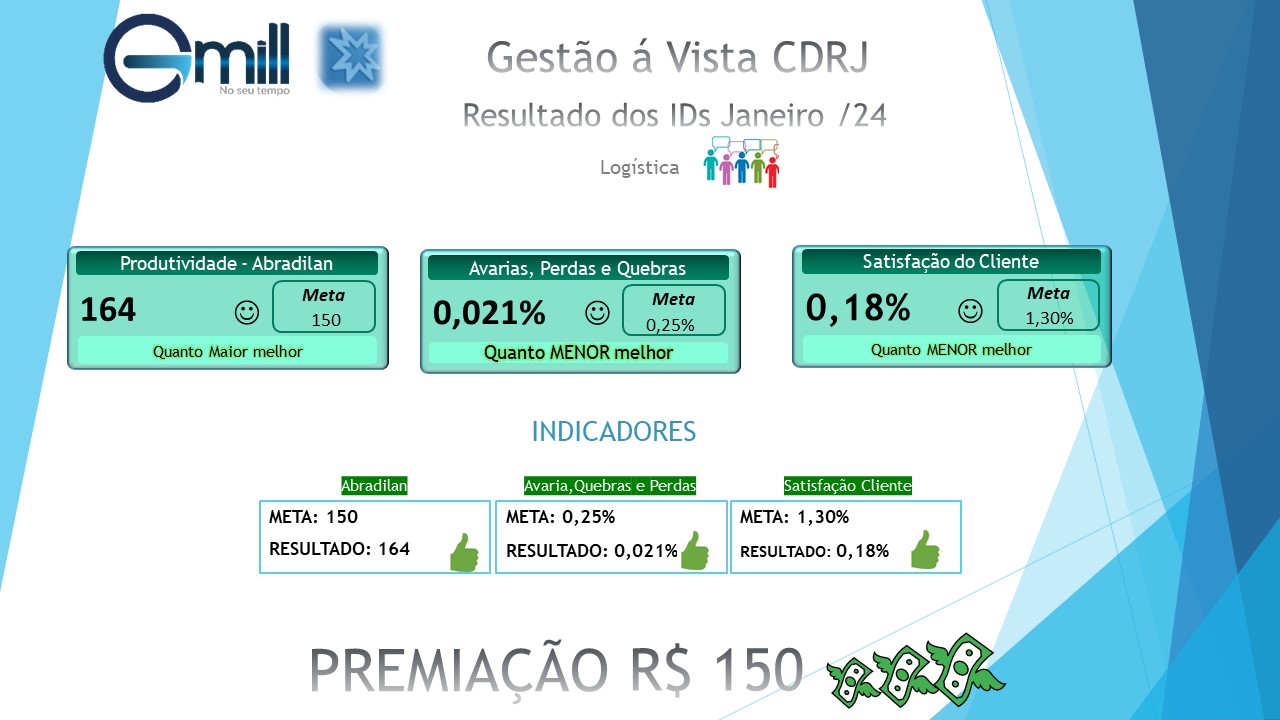 Gmill
No seu tempo
Gestão á Vista CDRJ
Resultado dos IDs Janeiro /24
Logística
Produtividade - Abradilan
164
Meta
150
Quanto Maior melhor
Avarias, Perdas e Quebras
0,021%
Meta
0,25%
Quanto MENOR melhor
Satisfação do Cliente
0,18%
Meta
1,30%
Quanto MENOR melhor
INDICADORES
Abradilan
META: 150
RESULTADO: 164
Avaria,Quebras e Perdas
META: 0,25%
RESULTADO: 0,021%
Satisfação Cliente
META: 1,30%
RESULTADO: 0,18%
PREMIAÇÃO R$ 150